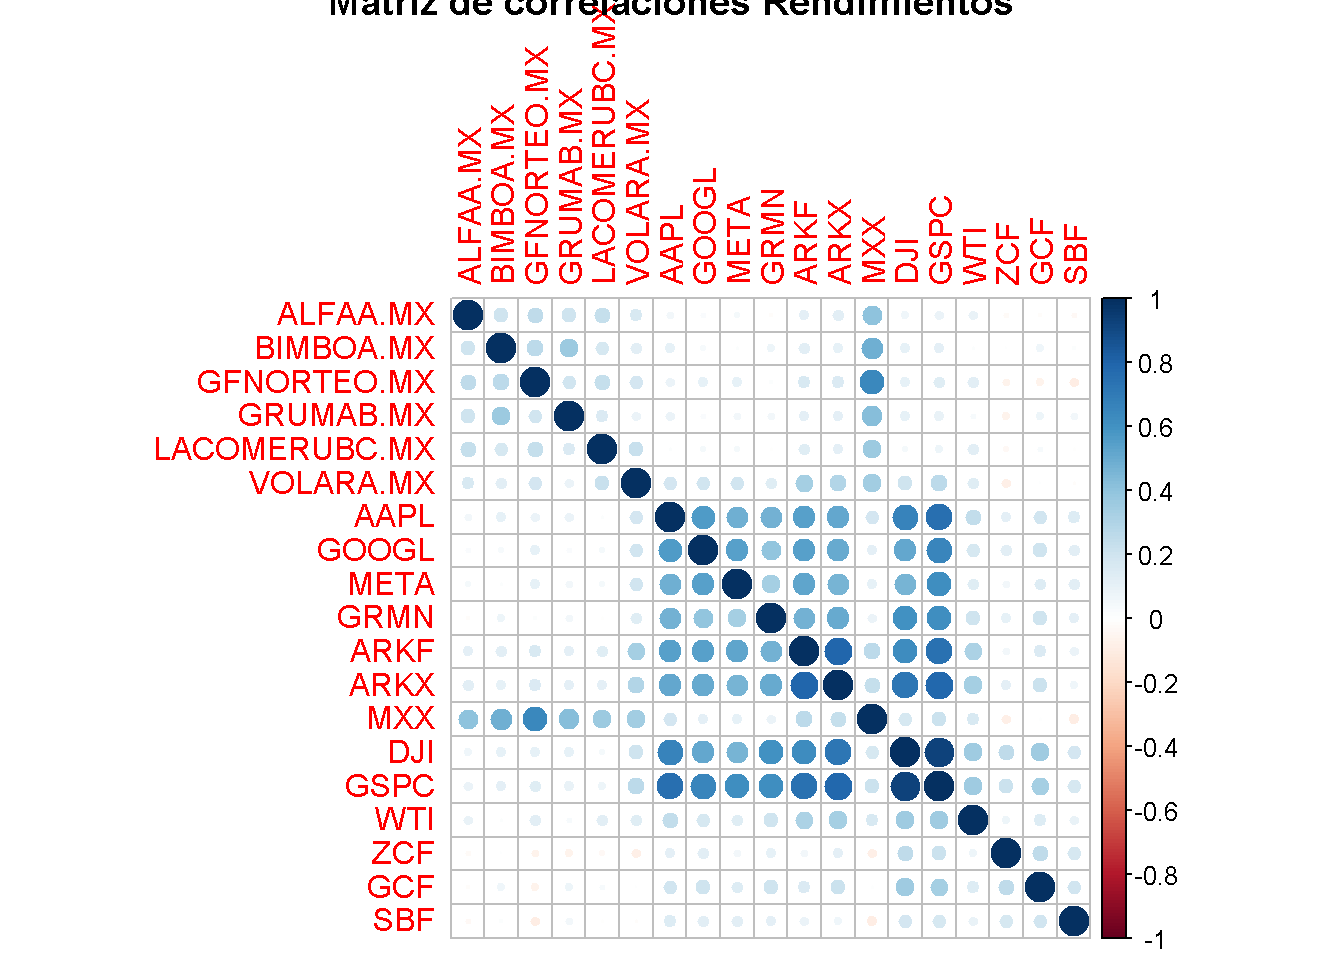 Matriz de correlaciones Rendimientos
ALFAA.MX
BIMBOA.MX
GFNORTEO.MX
GRUMAB.MX
LACOMERUBC.MX
VOLARA.MX
AAPL
GOOGL
META
GRMN
ARKF
ARKX
MXX
DJI
GSPC
WTI
ZCF
GCF
SBF
ALFAA.MX
BIMBOA.MX
GFNORTEO.MX
GRUMAB.MX
LACOMERUBC.MX
VOLARA.MX
AAPL
GOOGL
META
GRMN
ARKF
ARKX
MXX
DJI
GSPC
WTI
ZCF
GCF
SBF
1
0.8
0.6
0.4
0.2
0
-0.2
-0.4
-0.6
-0.8
-1